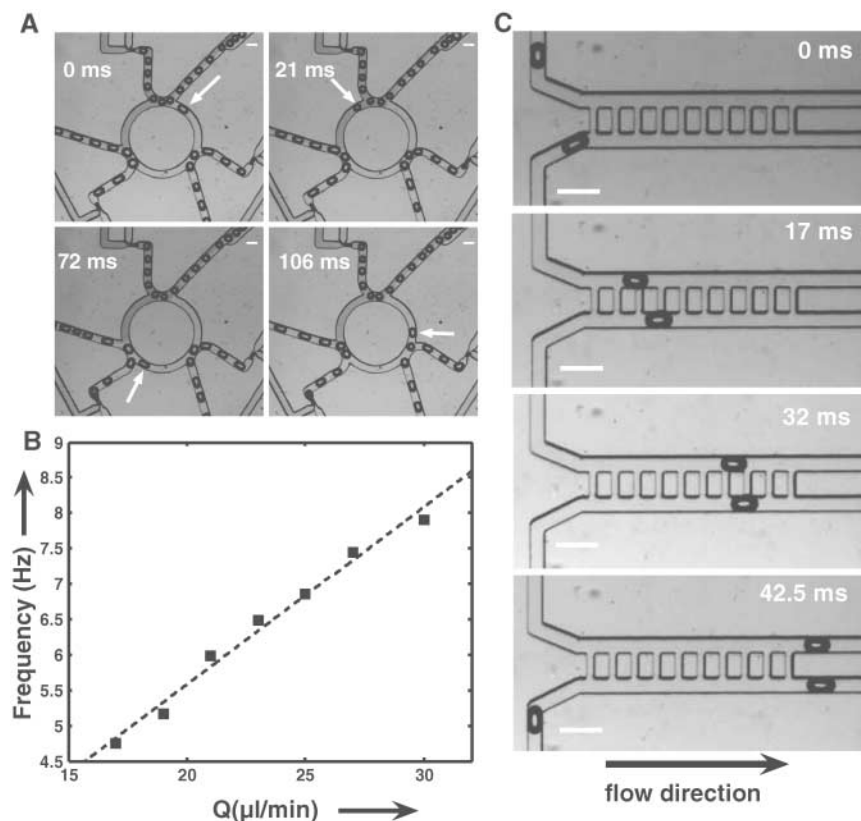 A
0 ms
21 ms
72 ms
106 ms
B
Frequency (Hz)
9
8.5
8
7.5
7
6.5
6
5.5
5
4.5
15
20
25
30
Q(µl/min)
C
0 ms
17 ms
32 ms
42.5 ms
flow direction